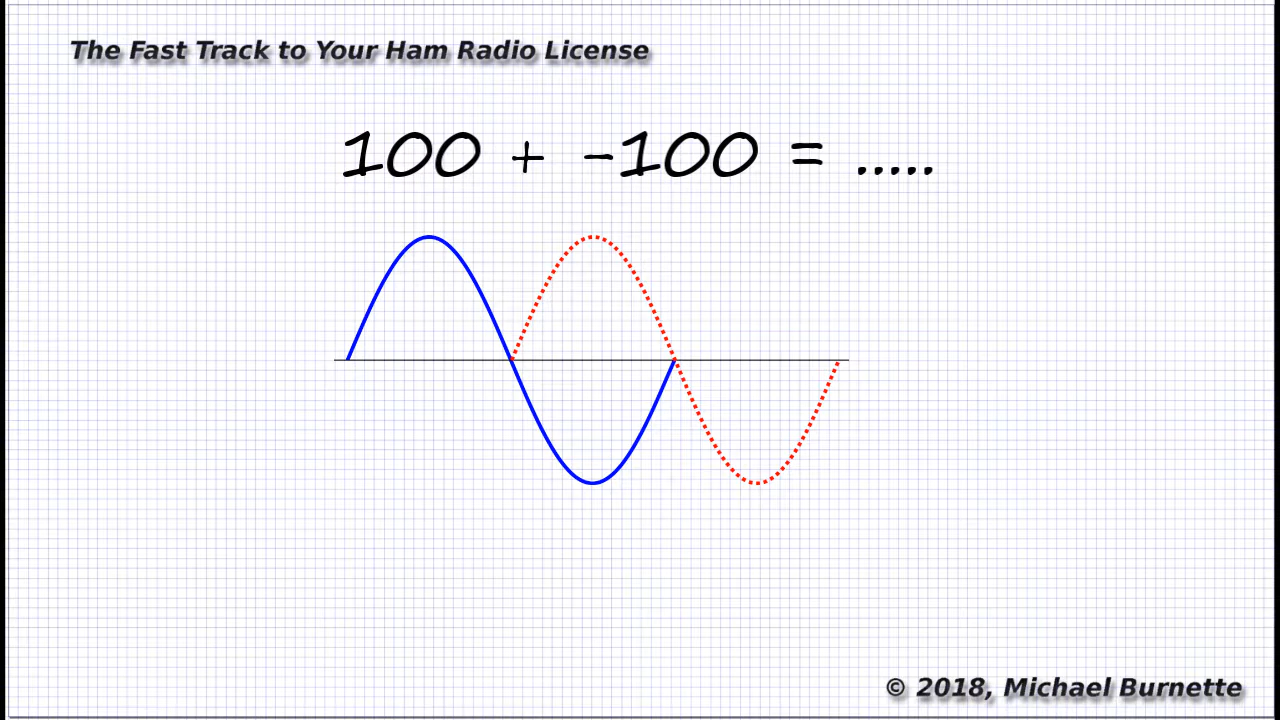 The Fast Track to Your Ham Radio License
100 + -100 = .....
© 2018, Michael Burnette